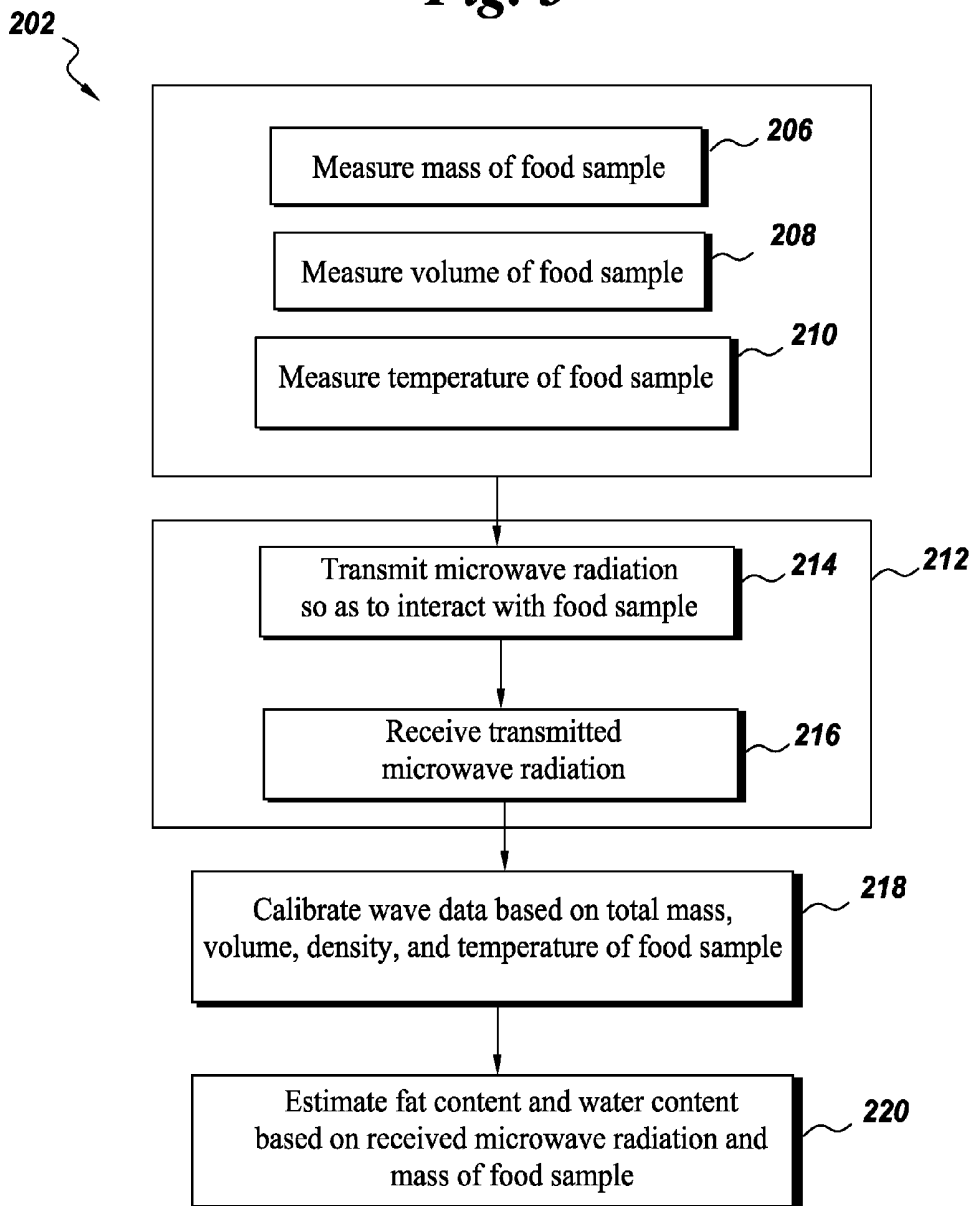 202
206
Measure mass of food sample
208
Measure volume of food sample
210
Measure temperature of food sample
Transmit microwave radiation
so as to interact with food sample
214
212
Receive transmitted
microwave radiation
216
Calibrate wave data based on total mass,
volume, density, and temperature of food sample
218
Estimate fat content and water content
based on received microwave radiation and
mass of food sample
220